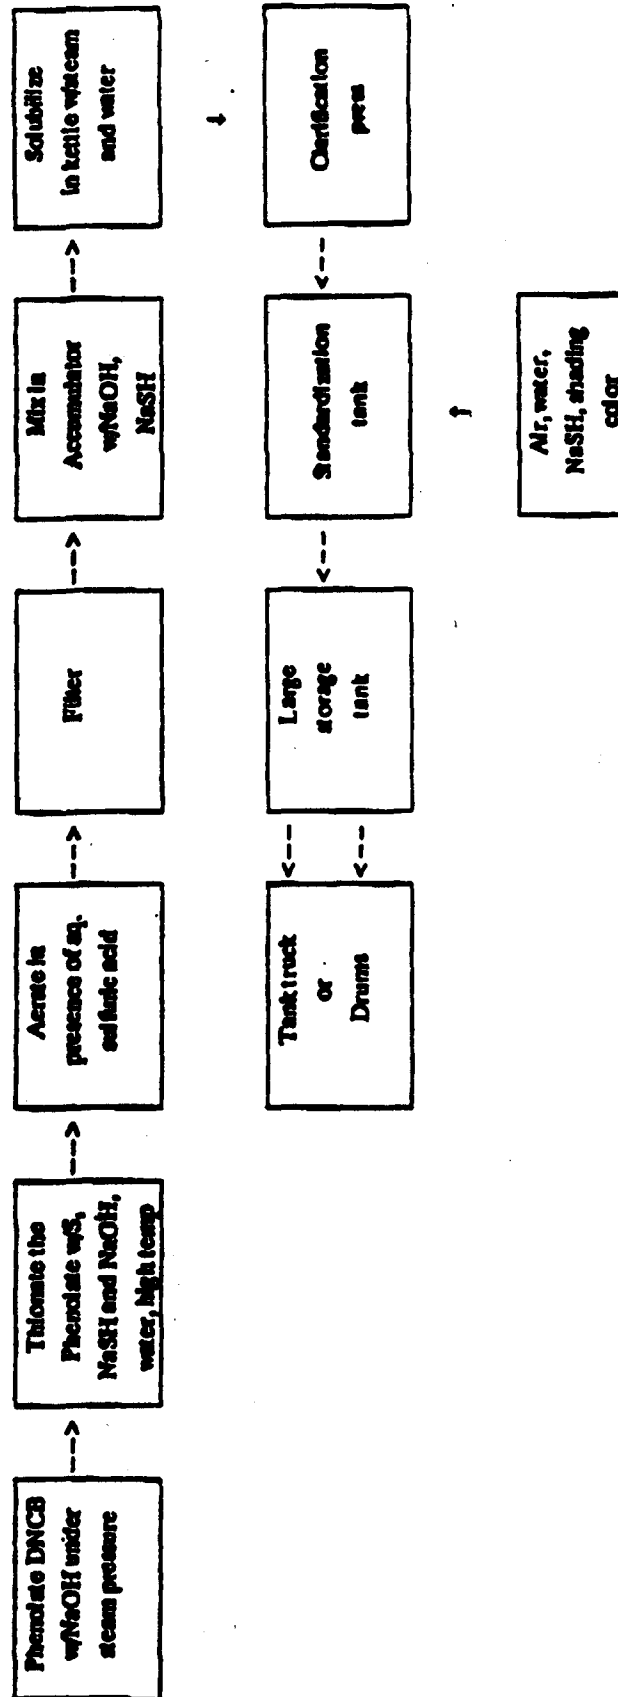 Phenolate DNCB
w/NaOH under
steam pressure
--->
Thionate the
Phenolate w/S,
NaSH and NaOH,
water, high temp
--->
Aerate in
presence of aq.
sulfuric acid
--->
Filter
--->
Mix in
Accumulator
w/NaOH,
NaSH
--->
Solubilize
in kettle w/steam
and water
↓
Clarification
press
<---
Standardization
tank
↑
Air, water,
NaSH, shading
color
<---
Large
storage
tank
<---
<---
Tank truck
or
Drums